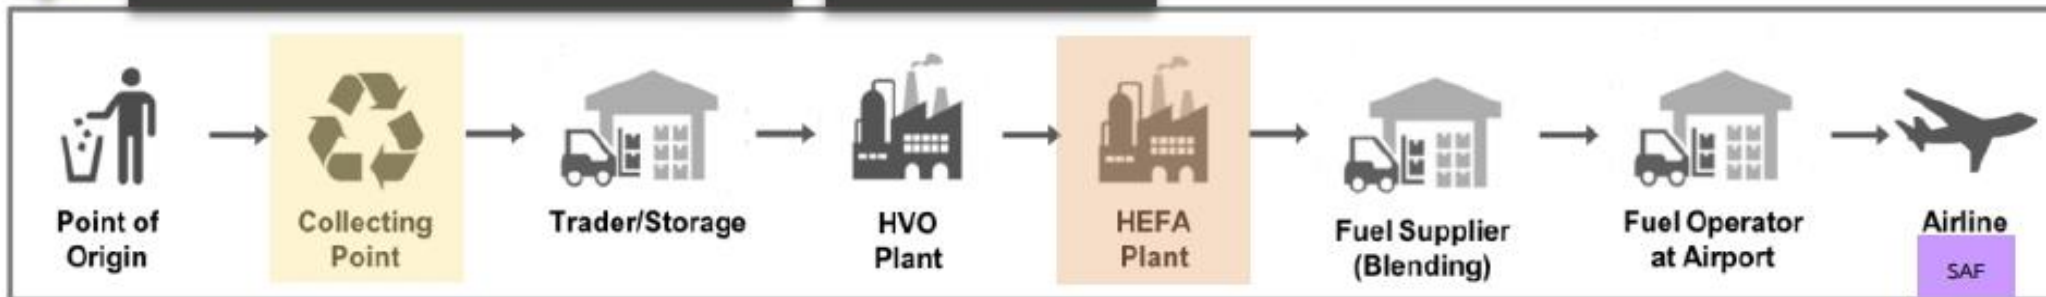 Point of
Origin
Collecting
Point
Trader/Storage
HVO
Plant
HEFA
Plant
Fuel Supplier
(Blending)
Fuel Operator
at Airport
Airline
SAF